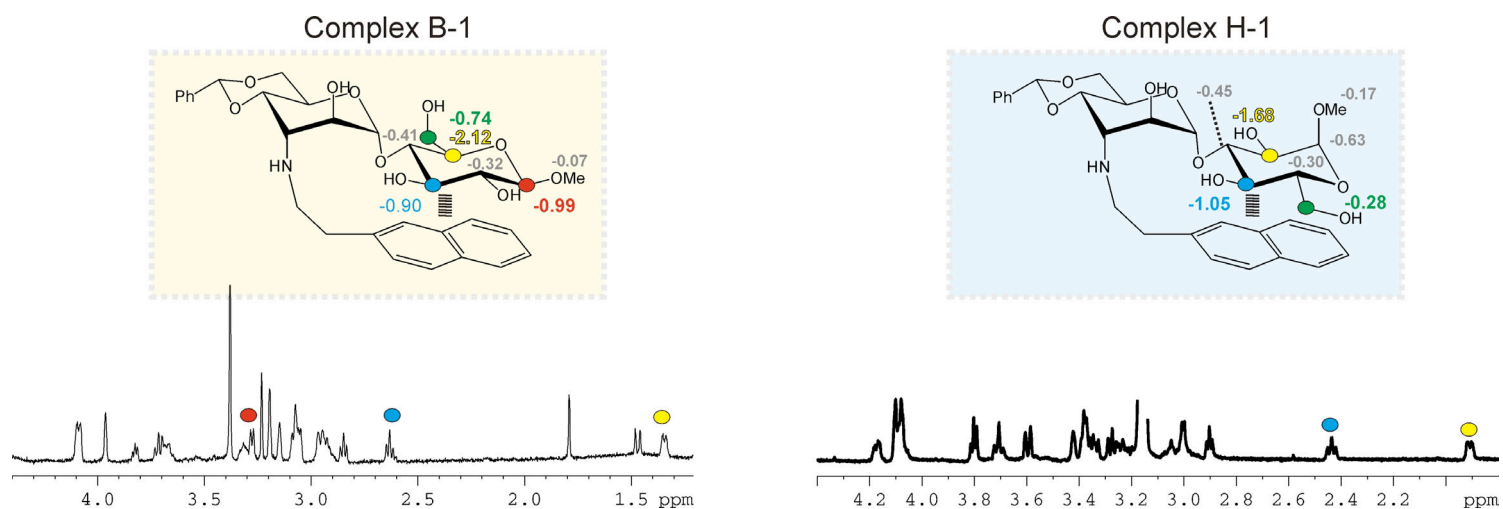 Complex B-1
OH
O
O
Ph
O
OH
-0.74
-0.41
-2.12
O
-0.07
HN
O
HO
-0.32
OMe
OH
-0.90
-0.99
4.0 3.5 3.0 2.5 2.0 1.5 ppm
Complex H-1
OH
O
O
-0.45
-0.17
Ph
O
-1.68
OMe
HO
-0.63
HN
O
-0.30
HO
O
-1.05
-0.28
OH
4.2 4.0 3.8 3.6 3.4 3.2 3.0 2.8 2.6 2.4 2.2 ppm